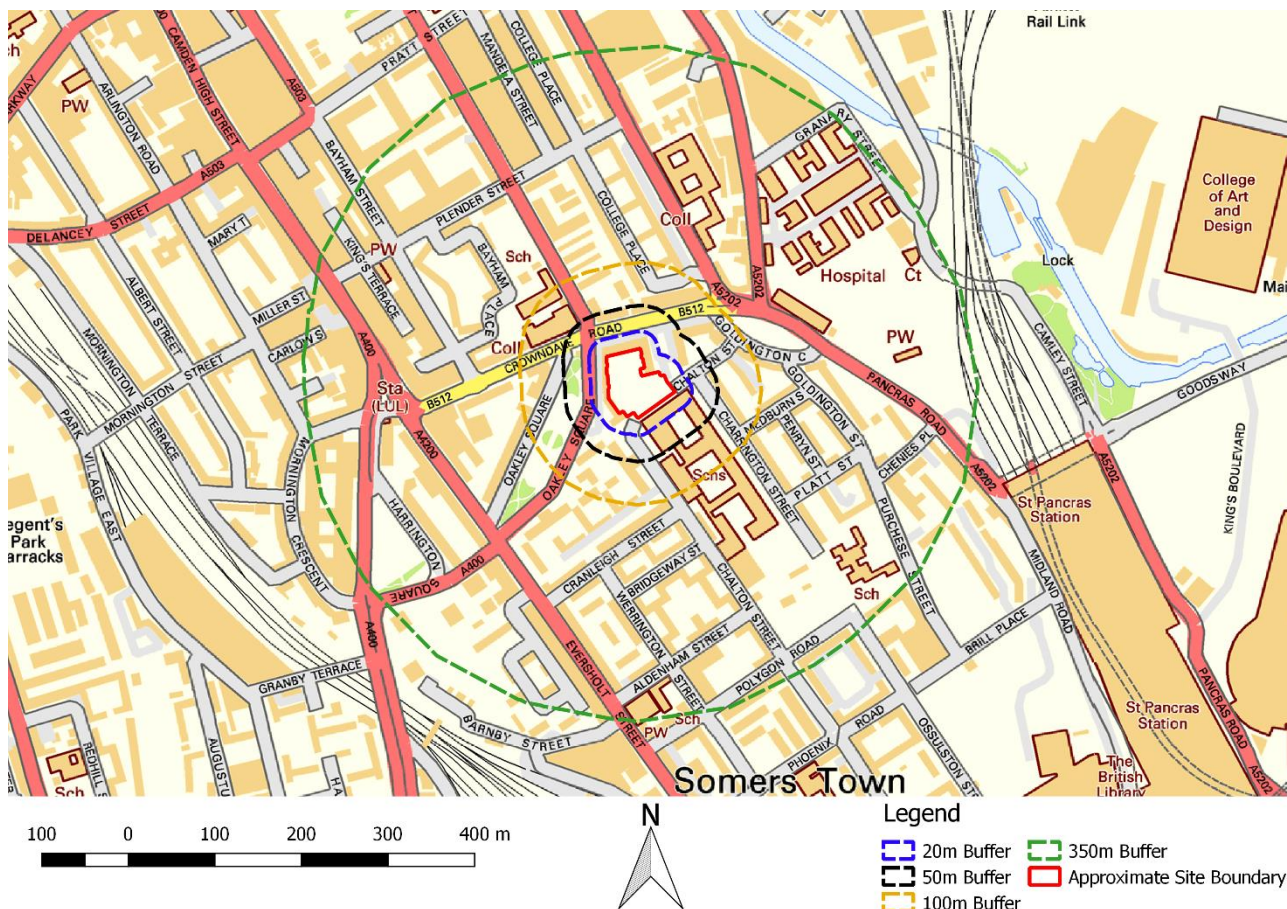 Rail Link
Sch
PW
ARLINGTON ROAD
CAMDEN HIGH STREET
A503
PRATT STREET
MANDELA STREET
COLLEGE PLACE
A503
DELANCEY STREET
BAYHAM STREET
PLENDER STREET
COLLEGE PLACE
GRANARY STREET
College
of Art
and
Design
MARY T
KING'S TERRACE
PW
BAYHAM
PLACE
Sch
Coll
A5202
A5202
Hospital
Ct
Lock
ALBERT STREET
MILLER ST
CARLOW S
A400
MORNINGTON STREET
MORNINGTON
TERRACE
Sta
(LUL)
B512
CROWNDALE
ROAD
B512
Coll
GOLDINGTON C
CHALTON ST
GOLDINGTON ST
PW
PANCRAS ROAD
CAMLEY STREET
GOODSWAY
PARK
VILLAGE EAST
MORNINGTON
CRESCENT
A4200
OAKLEY SQUARE
OAKLEY SQUARE
MEDBURN S
PENRYN ST
PLATT ST
CHARRINGTON STREET
CHENIES PL
A5202
A5202
KING'S BOULEVARD
Schs
St Pancras
Station
HARRINGTON
SQUARE
A400
CRANLEIGH STREET
BRIDGEWAY ST
WERRINGTON
STREET
CHALTON STREET
PURCHESE
STREET
Sch
MIDLAND ROAD
BRILL PLACE
A400
EVERSHOLT
STREET
ALDENHAM STREET
POLYGON ROAD
GRANBY TERRACE
BARNBY STREET
Sch
PW
PHOENIX ROAD
OSSULSTON STREET
St Pancras
Station
PANCRAS ROAD
A5202
REDHILL S
Sch
Somers Town
The
British
Library
100 0 100 200 300 400 m
N
Legend
20m Buffer
350m Buffer
50m Buffer
Approximate Site Boundary
100m Buffer